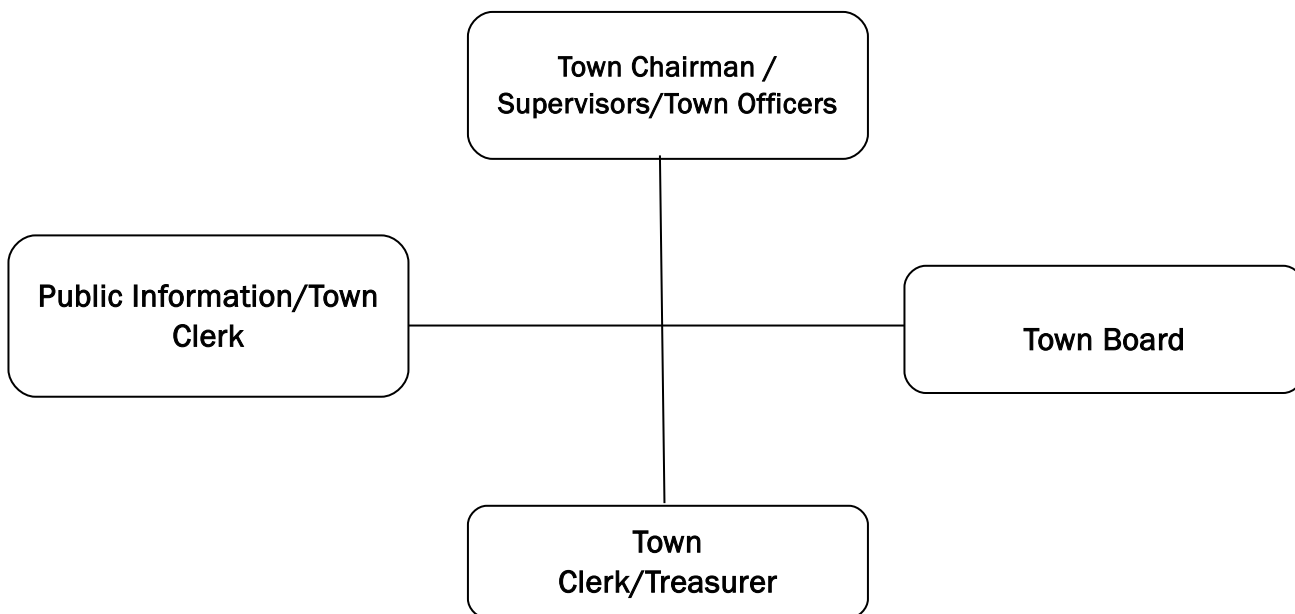 Town Chairman /
Supervisors/Town Officers
Public Information/Town
Clerk
Town Board
Town
Clerk/Treasurer